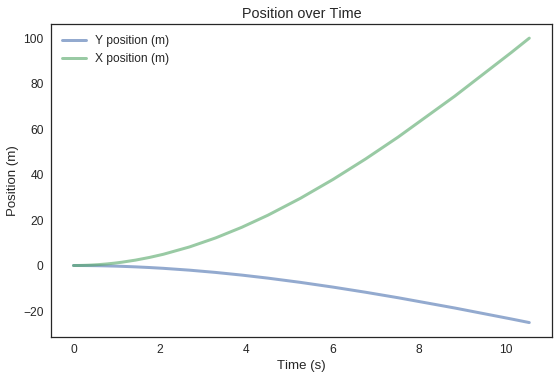 Position over Time
Y position (m)
X position (m)
100
80
60
40
20
0
−20
Position (m)
0 2 4 6 8 10
Time (s)